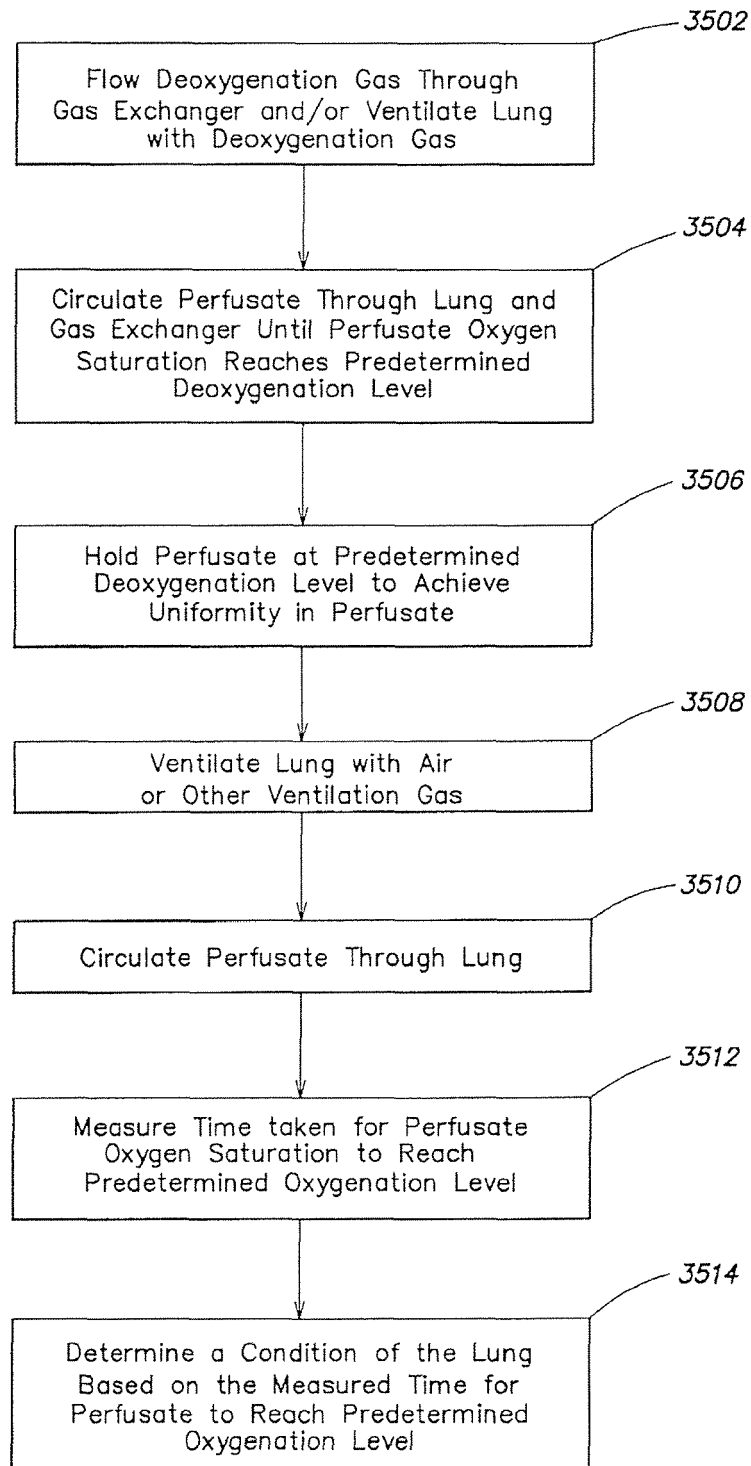 3502
Flow Deoxygenation Gas Through
Gas Exchanger and/or Ventilate Lung
with Deoxygenation Gas
3504
Circulate Perfusate Through Lung and
Gas Exchanger Until Perfusate Oxygen
Saturation Reaches Predetermined
Deoxygenation Level
3506
Hold Perfusate at Predetermined
Deoxygenation Level to Achieve
Uniformity in Perfusate
3508
Ventilate Lung with Air
or Other Ventilation Gas
3510
Circulate Perfusate Through Lung
3512
Measure Time taken for Perfusate
Oxygen Saturation to Reach
Predetermined Oxygenation Level
3514
Determine a Condition of the Lung
Based on the Measured Time for
Perfusate to Reach Predetermined
Oxygenation Level